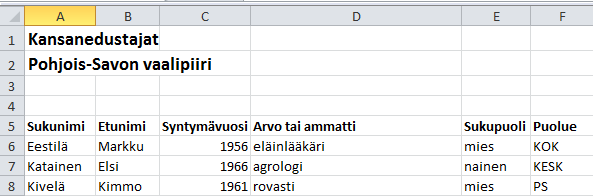 A B C D E F
1 Kansanedustajat
2 Pohjois-Savon vaalipiiri
3
4
5 Sukunimi Etunimi Syntymävuosi Arvo tai ammatti Sukupuoli Puolue
6 Eestilä Markku 1956 eläinlääkäri mies KOK
7 Katainen Elsi 1966 agrologi nainen KESK
8 Kivelä Kimmo 1961 rovasti mies PS